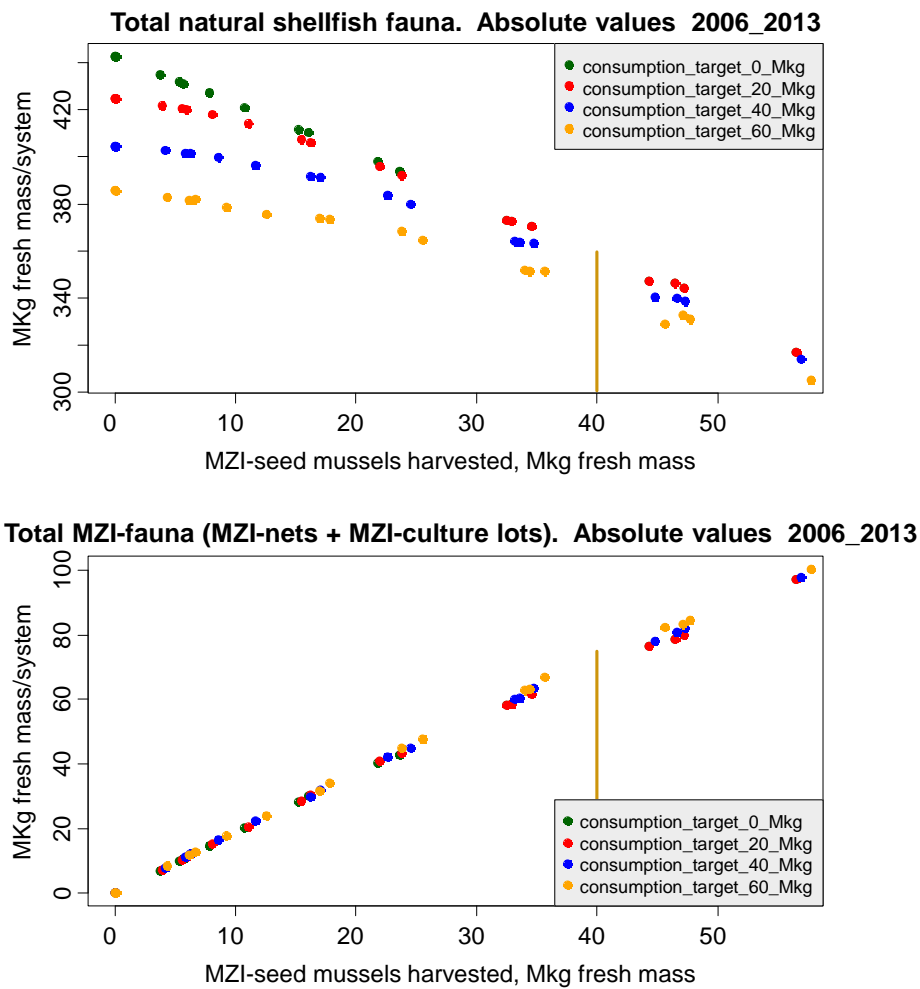 Total natural shellfish fauna.  Absolute values  2006_2013
MKg fresh mass/system
420
380
340
300
consumption_target_0_Mkg
consumption_target_20_Mkg
consumption_target_40_Mkg
consumption_target_60_Mkg
0 10 20 30 40 50
MZI-seed mussels harvested, Mkg fresh mass
Total MZI-fauna (MZI-nets + MZI-culture lots).  Absolute values  2006_2013
MKg fresh mass/system
100
80
60
40
20
0
consumption_target_0_Mkg
consumption_target_20_Mkg
consumption_target_40_Mkg
consumption_target_60_Mkg
0 10 20 30 40 50
MZI-seed mussels harvested, Mkg fresh mass